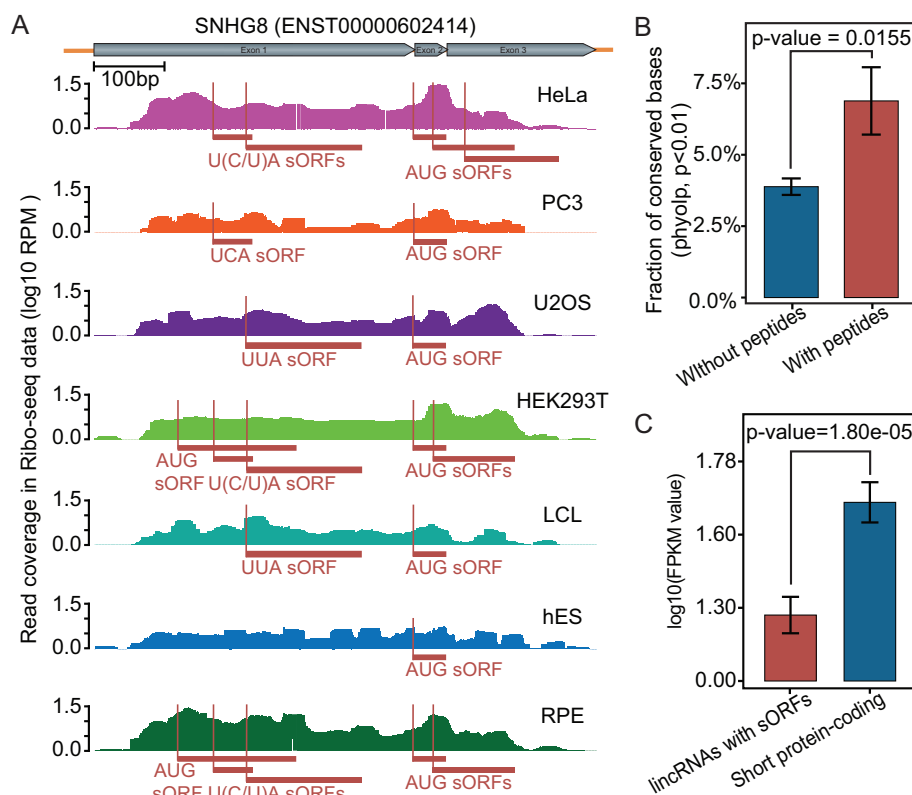 A
SNHG8 (ENST00000602414)
Exon 1
Exon 2
Exon 3
100bp
Read coverage in Ribo-seq data (log10 RPM)
1.5
0.0
HeLa
U(C/U)A sORFs
AUG sORFs
1.5
0.0
PC3
UCA sORF
AUG sORF
1.5
0.0
U2OS
UUA sORF
AUG sORF
1.5
0.0
HEK293T
AUG
sORF
U(C/U)A sORF
AUG sORFs
1.5
0.0
LCL
UUA sORF
AUG sORF
1.5
0.0
hES
AUG sORF
1.5
0.0
RPE
AUG
sORF
U(C/U)A sORFs
AUG sORFs
B
p-value = 0.0155
Fraction of conserved bases
(phyolp, p<0.01)
7.5%
5.0%
2.5%
0.0%
WIthout peptides
With peptides
C
p-value=1.80e-05
log10(FPKM value)
1.78
1.60
1.30
0.00
lincRNAs with sORFs
Short protein-coding